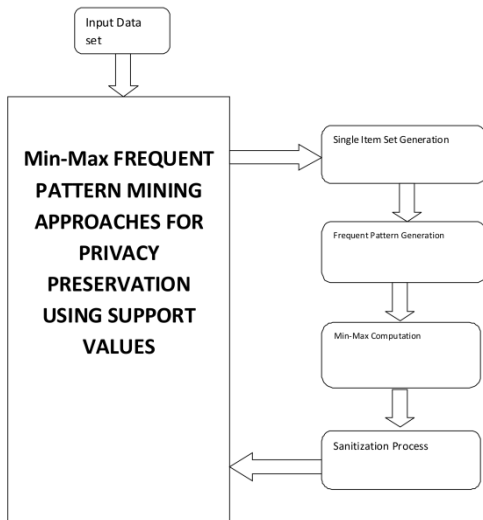 Input Data
set
Min-Max FREQUENT
PATTERN MINING
APPROACHES FOR
PRIVACY
PRESERVATION
USING SUPPORT
VALUES
Single Item Set Generation
Frequent Pattern Generation
Min-Max Computation
Sanitization Process